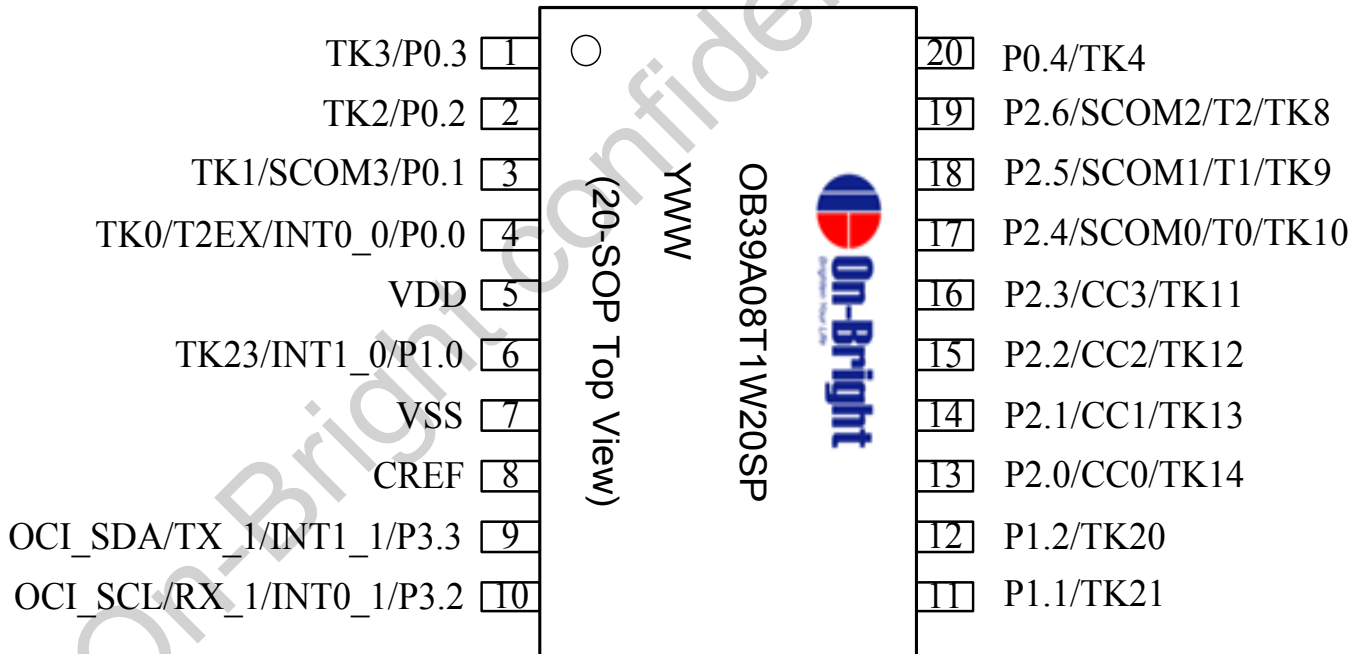 TK3/P0.3 1
TK2/P0.2 2
TK1/SCOM3/P0.1 3
TK0/T2EX/INT0_0/P0.0 4
VDD 5
TK23/INT1_0/P1.0 6
VSS 7
CREF 8
OCI_SDA/TX_1/INT1_1/P3.3 9
OCI_SCL/RX_1/INT0_1/P3.2 10
On-Bright
Brighten Your Life
OB39A08T1W20SP
YWW
(20-SOP Top View)
20 P0.4/TK4
19 P2.6/SCOM2/T2/TK8
18 P2.5/SCOM1/T1/TK9
17 P2.4/SCOM0/T0/TK10
16 P2.3/CC3/TK11
15 P2.2/CC2/TK12
14 P2.1/CC1/TK13
13 P2.0/CC0/TK14
12 P1.2/TK20
11 P1.1/TK21
On-Bright confide